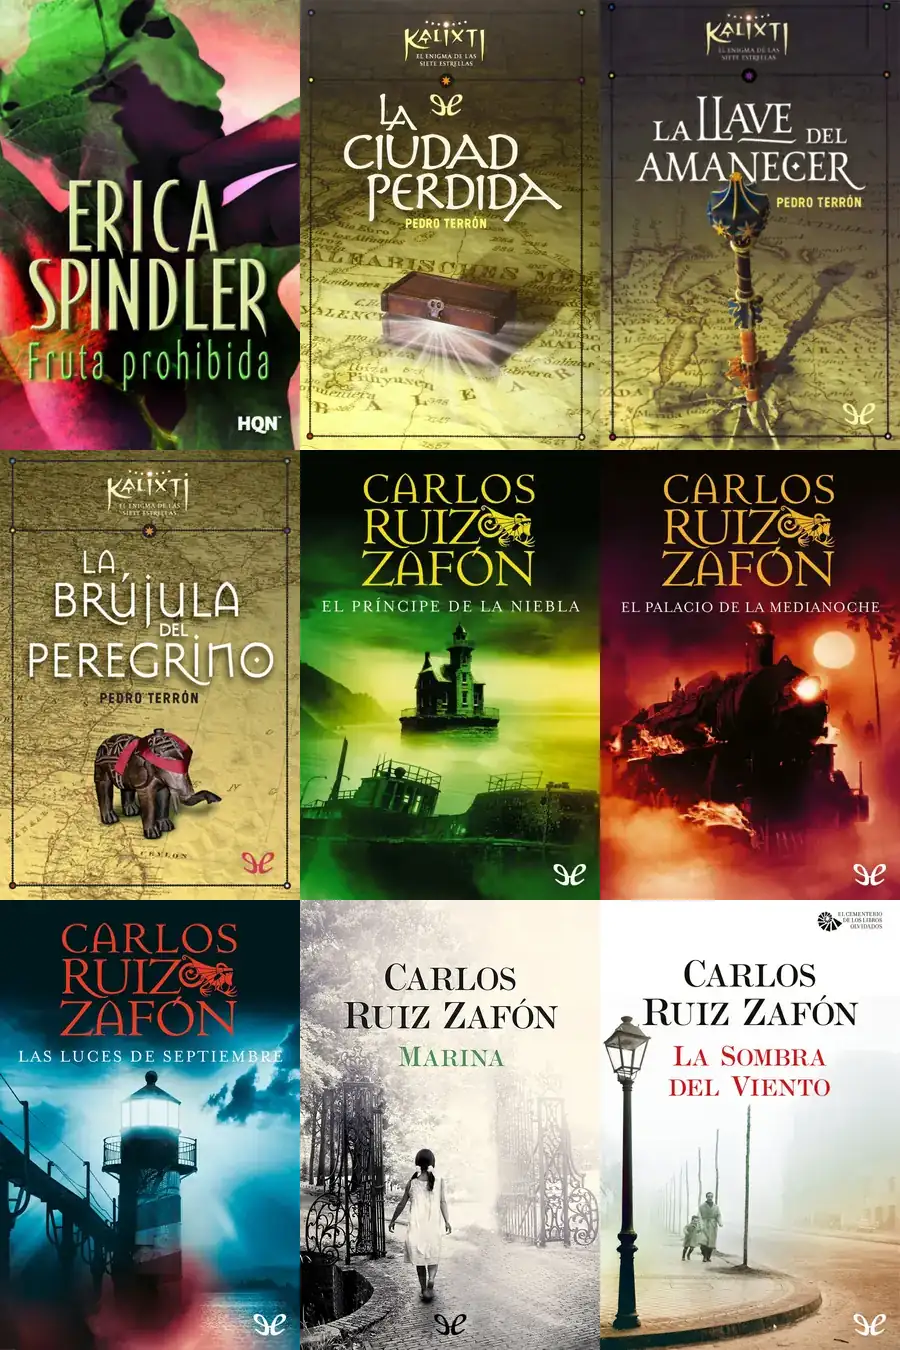 ERICA
SPINDLER
Fruta prohibida
HQN™
KALIXTI
EL ENIGMA DE LAS
SIETE ESTRELLAS
LA
CIUDAD
PERDIDA
PEDRO TERRÓN
KALIXTI
EL ENIGMA DE LAS
SIETE ESTRELLAS
LA LLAVE DEL
AMANECER
PEDRO TERRÓN
KALIXTI
EL ENIGMA DE LAS
SIETE ESTRELLAS
LA
BRÚJULA
DEL
PEREGRINO
PEDRO TERRÓN
CEYLON
CARLOS
RUIZ
ZAFÓN
EL PRÍNCIPE DE LA NIEBLA
CARLOS
RUIZ
ZAFÓN
EL PALACIO DE LA MEDIANOCHE
CARLOS
RUIZ
ZAFÓN
LAS LUCES DE SEPTIEMBRE
CARLOS
RUIZ ZAFÓN
MARINA
EL CEMENTERIO
DE LOS LIBROS
OLVIDADOS
CARLOS
RUIZ ZAFÓN
LA SOMBRA
DEL VIENTO